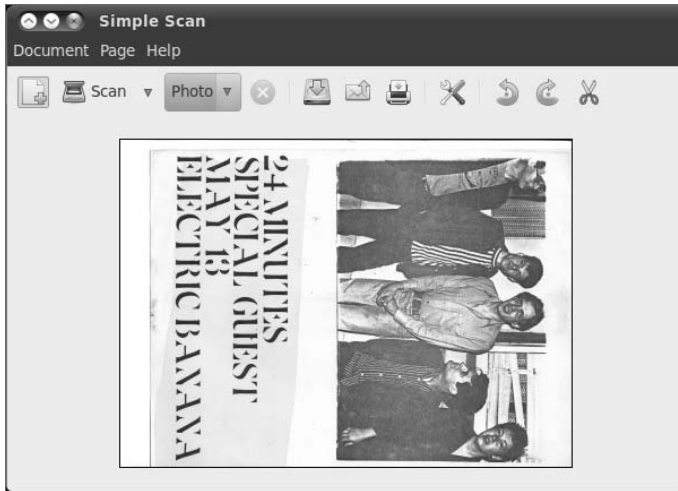 Simple Scan
Document Page Help
Scan
Photo
24 MINUTES
SPECIAL GUEST
MAY 13
ELECTRIC BANANA